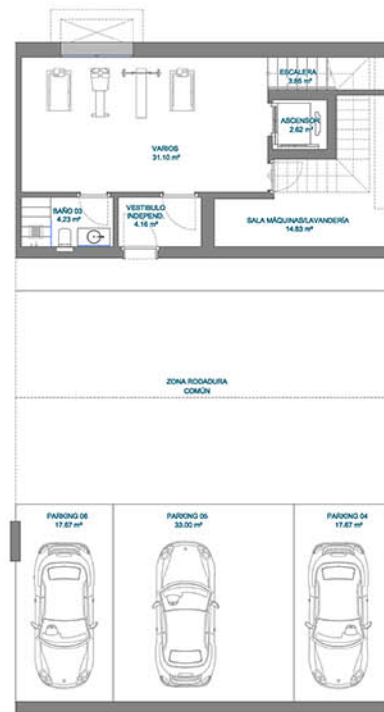 ESCALERA
3.86 m²
ASCENSOR
2.62 m²
VARIOS
31.10 m²
BAÑO 03
4.23 m²
VESTIBULO
INDEPEND.
4.16 m²
SALA MÁQUINAS/LAVANDERÍA
14.83 m²
ZONA RODADURA
COMÚN
PARKING 06
17.67 m²
PARKING 05
33.00 m²
PARKING 04
17.67 m²